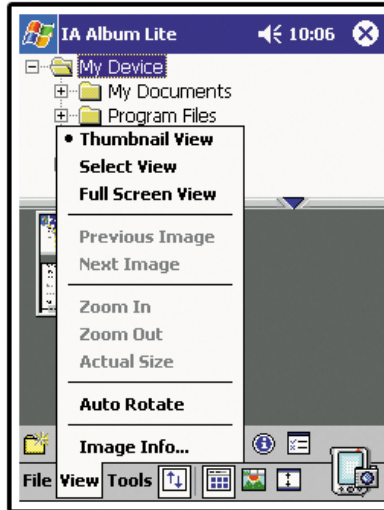 IA Album Lite 10:06
My Device
My Documents
Program Files
Thumbnail View
Select View
Full Screen View
Previous Image
Next Image
Zoom In
Zoom Out
Actual Size
Auto Rotate
Image Info...
File View Tools